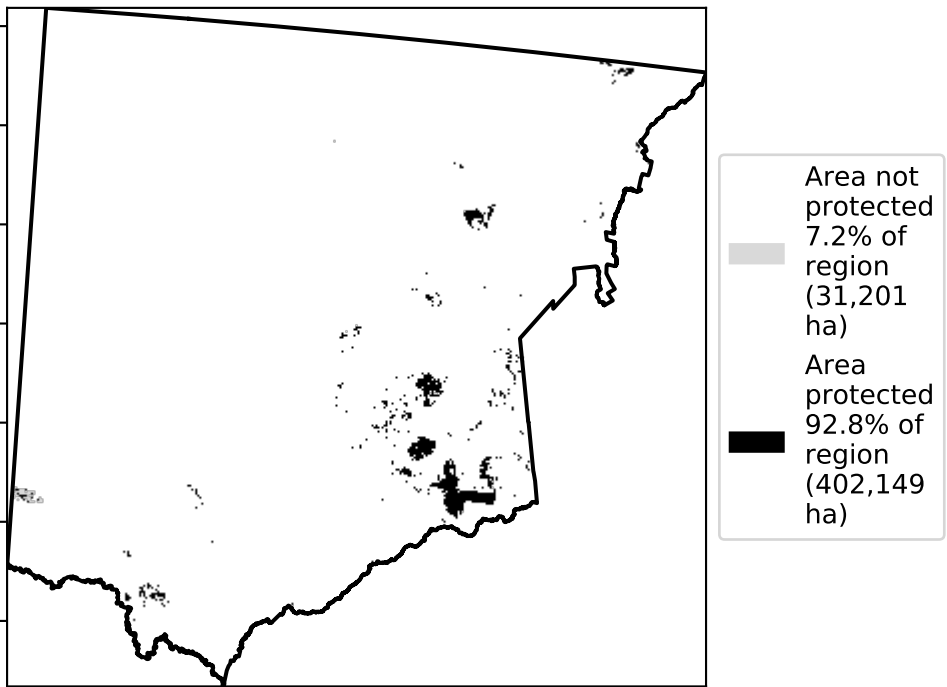 Area not
protected
7.2% of
region
(31,201
ha)
Area
protected
92.8% of
region
(402,149
ha)